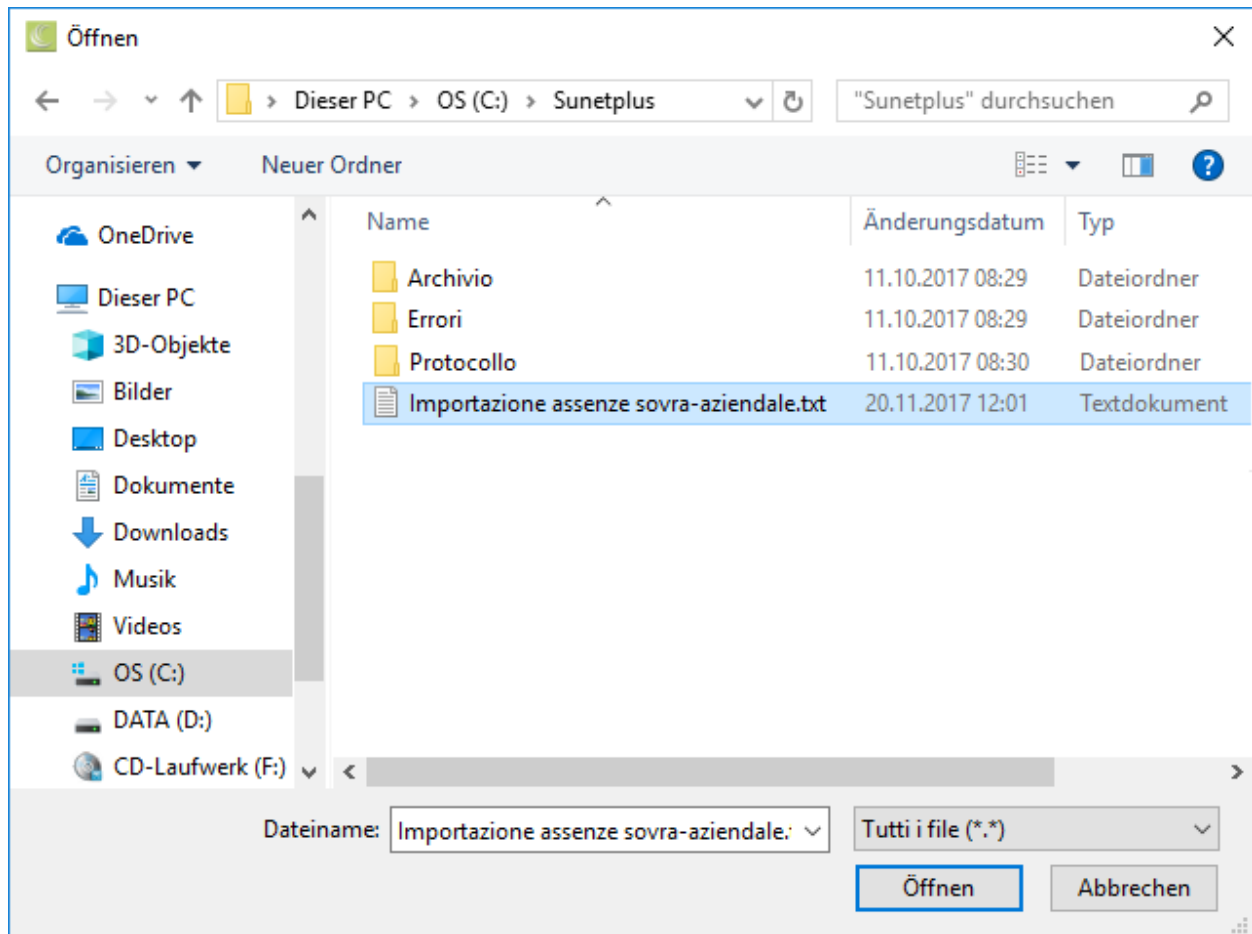 Öffnen
Dieser PC > OS (C:) > Sunetplus
"Sunetplus" durchsuchen
Organisieren
Neuer Ordner
?
OneDrive
Dieser PC
3D-Objekte
Bilder
Desktop
Dokumente
Downloads
Musik
Videos
OS (C:)
DATA (D:)
CD-Laufwerk (F:)
Name Änderungsdatum Typ
Archivio 11.10.2017 08:29 Dateiordner
Errori 11.10.2017 08:29 Dateiordner
Protocollo 11.10.2017 08:30 Dateiordner
Importazione assenze sovra-aziendale.txt 20.11.2017 12:01 Textdokument
Dateiname: Importazione assenze sovra-aziendale. Tutti i file (*.*)
Öffnen Abbrechen